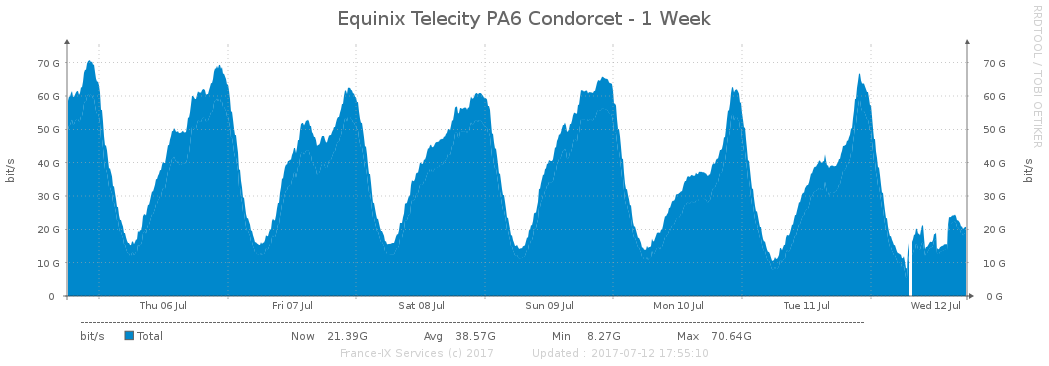 Equinix Telecity PA6 Condorcet - 1 Week
RRDTOOL / TOBI OETIKER
bit/s
bit/s
70 G 70 G
60 G 60 G
50 G 50 G
40 G 40 G
30 G 30 G
20 G 20 G
10 G 10 G
0 0 G
Thu 06 Jul Fri 07 Jul Sat 08 Jul Sun 09 Jul Mon 10 Jul Tue 11 Jul Wed 12 Jul
bit/s Total Now 21.39G Avg 38.57G Min 8.27G Max 70.64G
France-IX Services (c) 2017 Updated : 2017-07-12 17:55:10